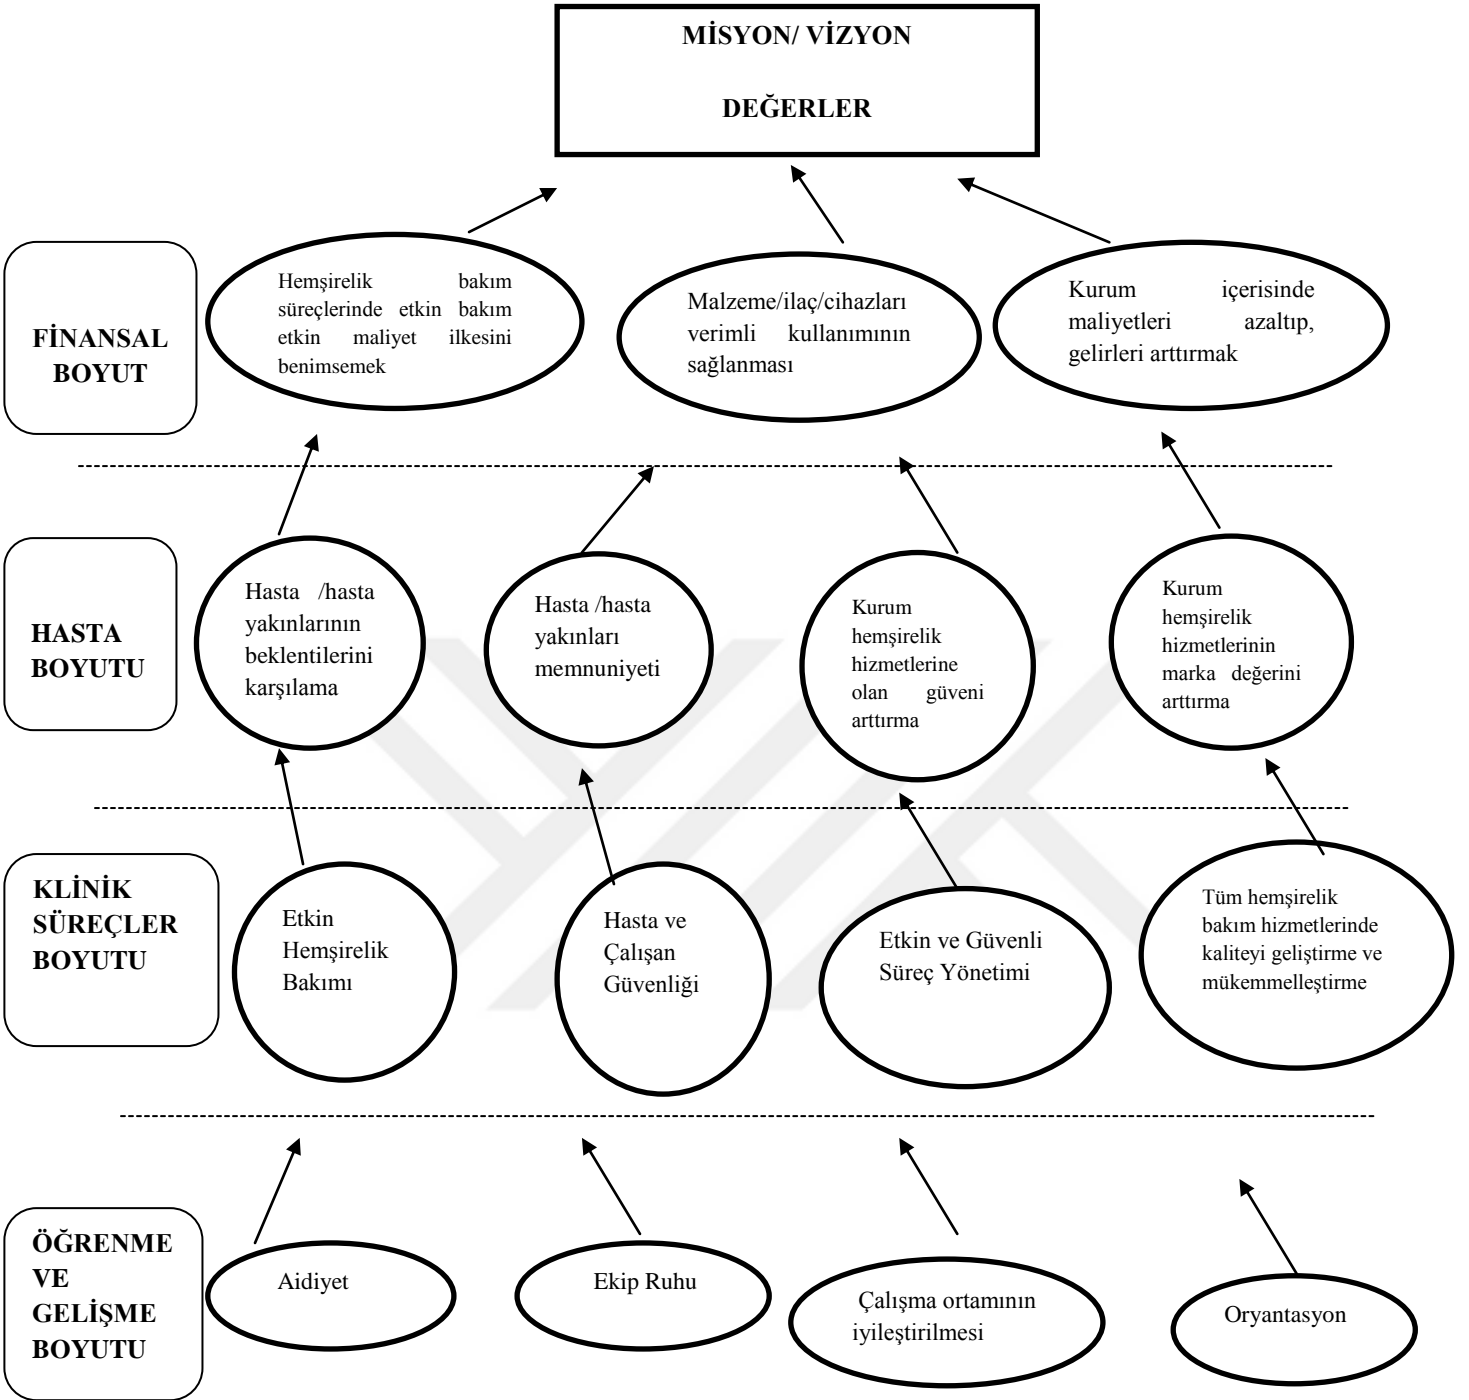 MİSYON/ VİZYON
DEĞERLER
FİNANSAL
BOYUT
Hemşirelik bakım
süreçlerinde etkin bakım
etkin maliyet ilkesini
benimsemek
Malzeme/ilaç/cihazları
verimli kullanımının
sağlanması
Kurum içerisinde
maliyetleri azaltıp,
gelirleri arttırmak
HASTA
BOYUTU
Hasta /hasta
yakınlarının
beklentilerini
karşılama
Hasta /hasta
yakınları
memnuniyeti
Kurum
hemşirelik
hizmetlerine
olan güveni
arttırma
Kurum
hemşirelik
hizmetlerinin
marka değerini
arttırma
KLİNİK
SÜREÇLER
BOYUTU
Etkin
Hemşirelik
Bakımı
Hasta ve
Çalışan
Güvenliği
Etkin ve Güvenli
Süreç Yönetimi
Tüm hemşirelik
bakım hizmetlerinde
kaliteyi geliştirme ve
mükemmelleştirme
ÖĞRENME
VE
GELİŞME
BOYUTU
Aidiyet
Ekip Ruhu
Çalışma ortamının
iyileştirilmesi
Oryantasyon